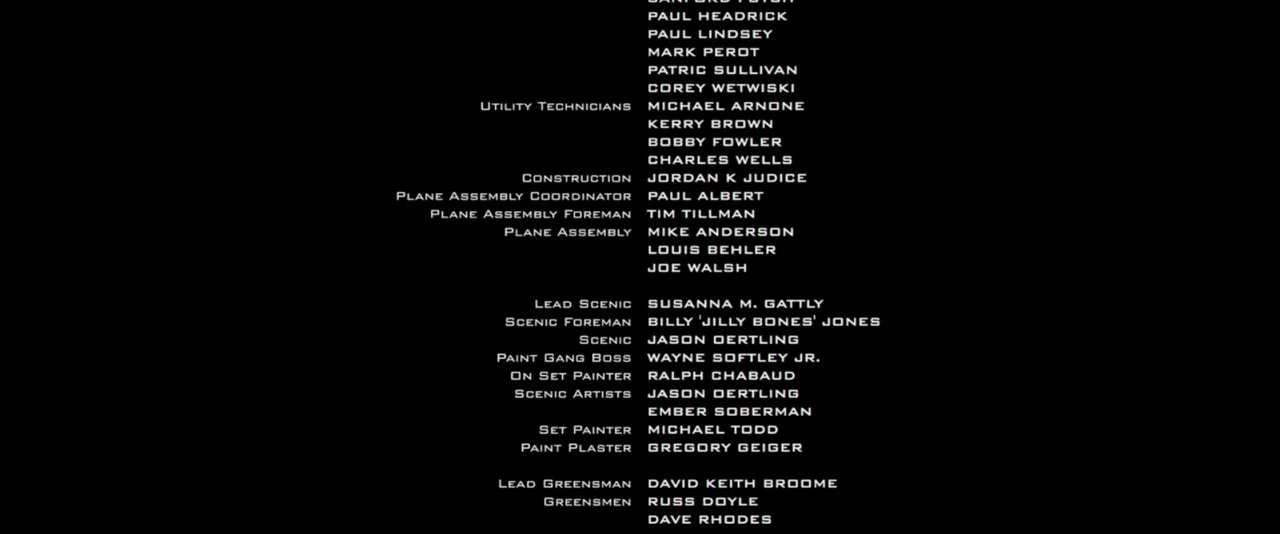 PAUL HEADRICK
PAUL LINDSEY
MARK PEROT
PATRIC SULLIVAN
COREY WETWISKI
UTILITY TECHNICIANS MICHAEL ARNONE
KERRY BROWN
BOBBY FOWLER
CHARLES WELLS
CONSTRUCTION JORDAN K JUDICE
PLANE ASSEMBLY COORDINATOR PAUL ALBERT
PLANE ASSEMBLY FOREMAN TIM TILLMAN
PLANE ASSEMBLY MIKE ANDERSON
LOUIS BEHLER
JOE WALSH
LEAD SCENIC SUSANNA M. GATTLY
SCENIC FOREMAN BILLY 'JILLY BONES' JONES
SCENIC JASON OERTLING
PAINT GANG BOSS WAYNE SOFTLEY JR.
ON SET PAINTER RALPH CHABAUD
SCENIC ARTISTS JASON OERTLING
EMBER SOBERMAN
SET PAINTER MICHAEL TODD
PAINT PLASTER GREGORY GEIGER
LEAD GREENSMAN DAVID KEITH BROOME
GREENSMEN RUSS DOYLE
DAVE RHODES